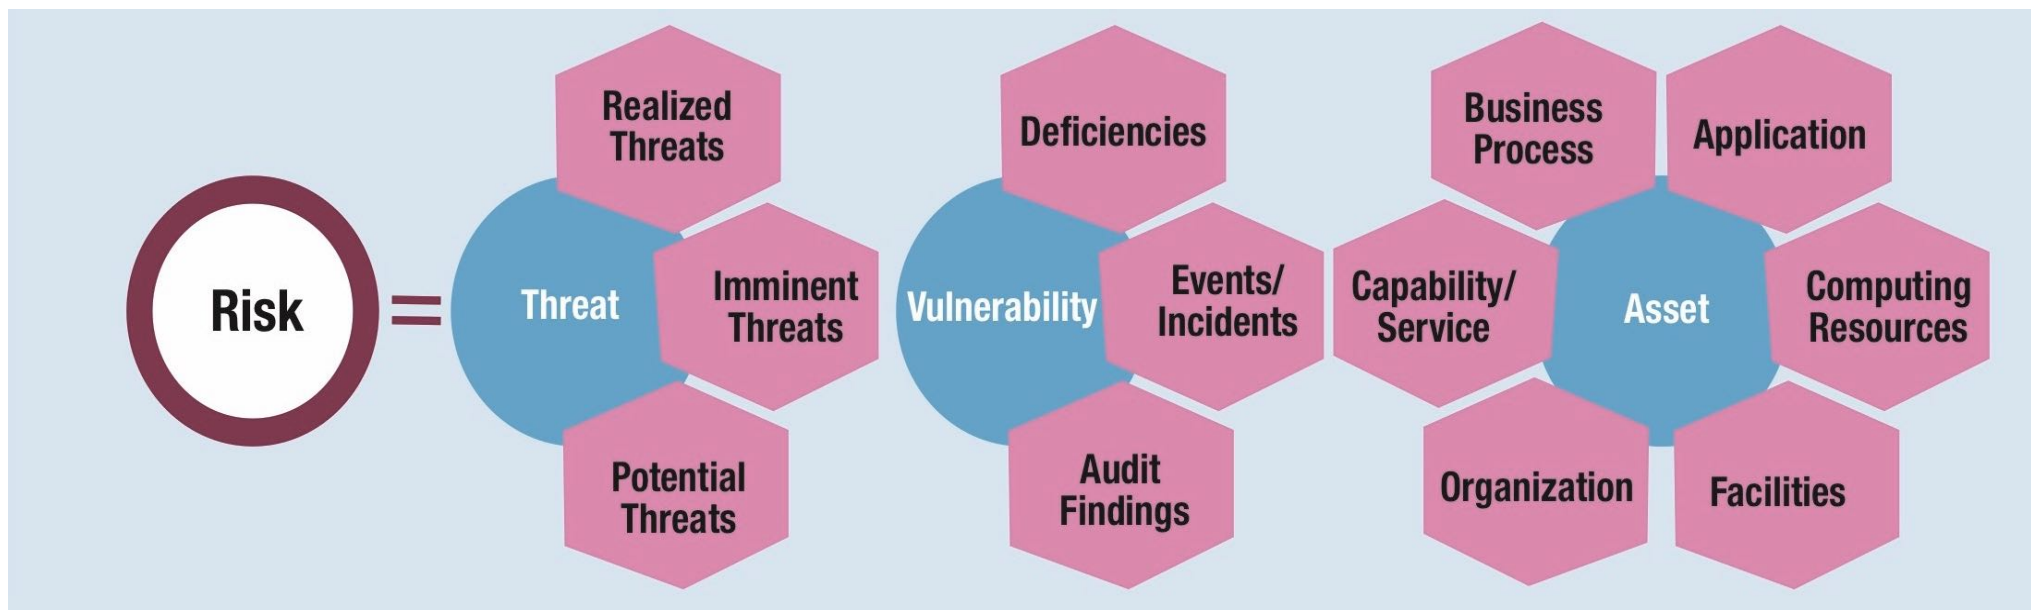 Risk
=
Threat
Realized
Threats
Imminent
Threats
Potential
Threats
Vulnerability
Deficiencies
Events/
Incidents
Audit
Findings
Asset
Business
Process
Application
Capability/
Service
Computing
Resources
Organization
Facilities